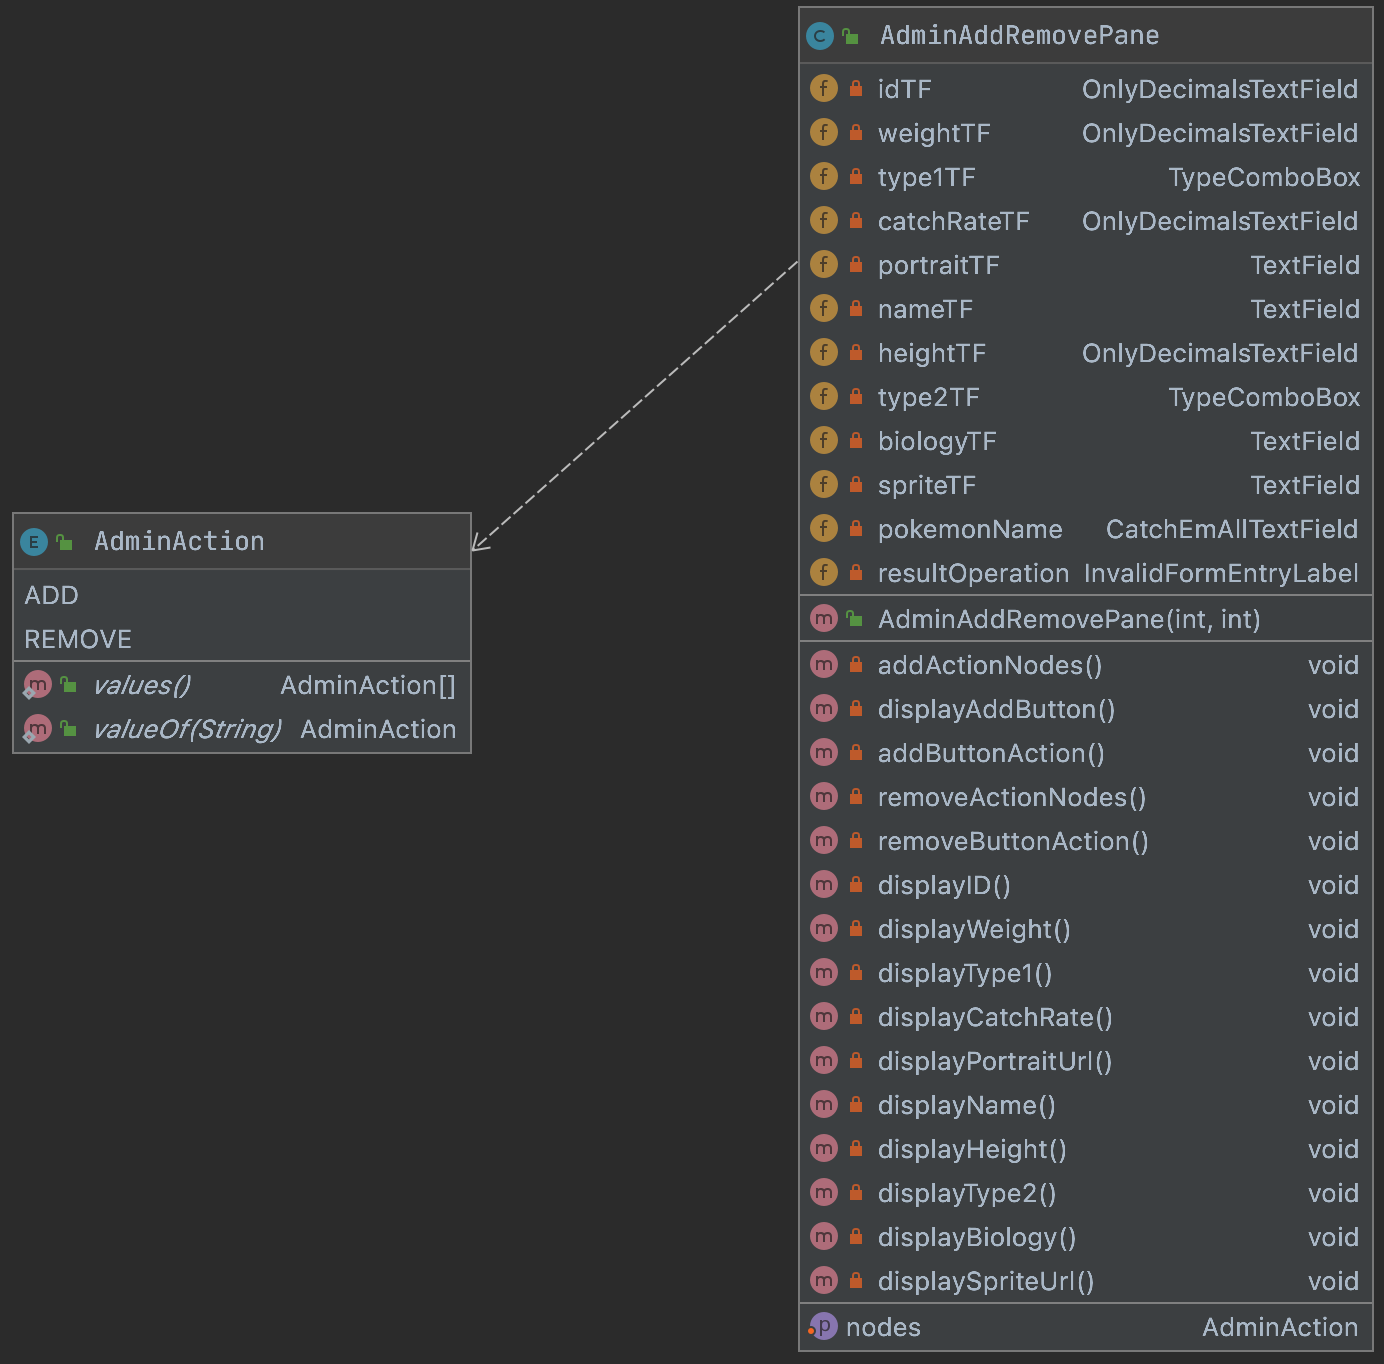 C AdminAddRemovePane
f idTF OnlyDecimalsTextField
f weightTF OnlyDecimalsTextField
f type1TF TypeComboBox
f catchRateTF OnlyDecimalsTextField
f portraitTF TextField
f nameTF TextField
f heightTF OnlyDecimalsTextField
f type2TF TypeComboBox
f biologyTF TextField
f spriteTF TextField
f pokemonName CatchEmAllTextField
f resultOperation InvalidFormEntryLabel
m AdminAddRemovePane(int, int)
m addActionNodes() void
m displayAddButton() void
m addButtonAction() void
m removeActionNodes() void
m removeButtonAction() void
m displayID() void
m displayWeight() void
m displayType1() void
m displayCatchRate() void
m displayPortraitUrl() void
m displayName() void
m displayHeight() void
m displayType2() void
m displayBiology() void
m displaySpriteUrl() void
p nodes AdminAction
E AdminAction
ADD
REMOVE
m values() AdminAction[]
m valueOf(String) AdminAction